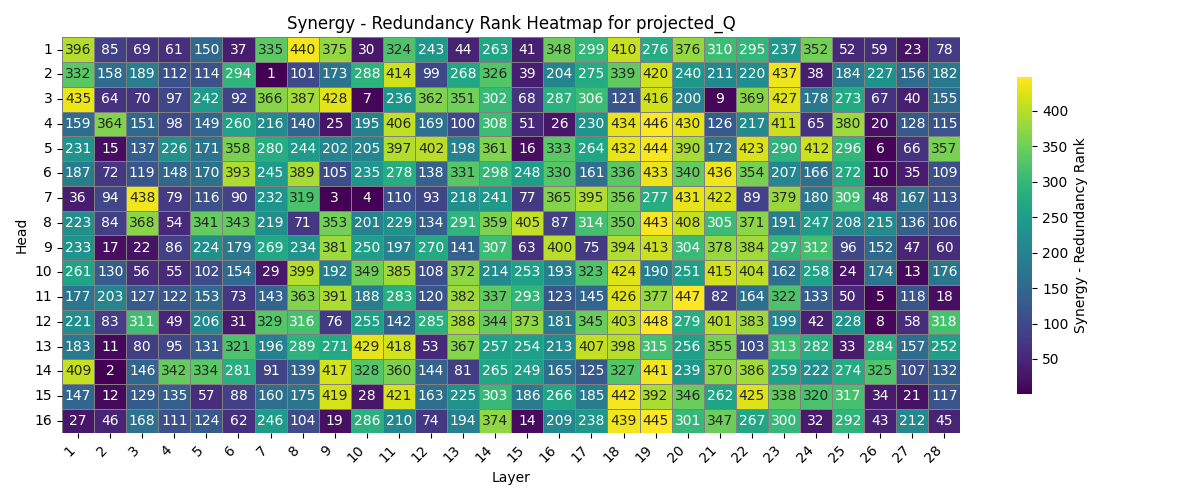 Synergy - Redundancy Rank Heatmap for projected_Q
Head
1 396 85 69 61 150 37 335 440 375 30 324 243 44 263 41 348 299 410 276 376 310 295 237 352 52 59 23 78
2 332 158 189 112 114 294 1 101 173 288 414 99 268 326 39 204 275 339 420 240 211 220 437 38 184 227 156 182
3 435 64 70 97 242 92 366 387 428 7 236 362 351 302 68 287 306 121 416 200 9 369 427 178 273 67 40 155
4 159 364 151 98 149 260 216 140 25 195 406 169 100 308 51 26 230 434 446 430 126 217 411 65 380 20 128 115
5 231 15 137 226 171 358 280 244 202 205 397 402 198 361 16 333 264 432 444 390 172 423 290 412 296 6 66 357
6 187 72 119 148 170 393 245 389 105 235 278 138 331 298 248 330 161 336 433 340 436 354 207 166 272 10 35 109
7 36 94 438 79 116 90 232 319 3 4 110 93 218 241 77 365 395 356 277 431 422 89 379 180 309 48 167 113
8 223 84 368 54 341 343 219 71 353 201 229 134 291 359 405 87 314 350 443 408 305 371 191 247 208 215 136 106
9 233 17 22 86 224 179 269 234 381 250 197 270 141 307 63 400 75 394 413 304 378 384 297 312 96 152 47 60
10 261 130 56 55 102 154 29 399 192 349 385 108 372 214 253 193 323 424 190 251 415 404 162 258 24 174 13 176
11 177 203 127 122 153 73 143 363 391 188 283 120 382 337 293 123 145 426 377 447 82 164 322 133 50 5 118 18
12 221 83 311 49 206 31 329 316 76 255 142 285 388 344 373 181 345 403 448 279 401 383 199 42 228 8 58 318
13 183 11 80 95 131 321 196 289 271 429 418 53 367 257 254 213 407 398 315 256 355 103 313 282 33 284 157 252
14 409 2 146 342 334 281 91 139 417 328 360 144 81 265 249 165 125 327 441 239 370 386 259 222 274 325 107 132
15 147 12 129 135 57 88 160 175 419 28 421 163 225 303 186 266 185 442 392 346 262 425 338 320 317 34 21 117
16 27 46 168 111 124 62 246 104 19 286 210 74 194 374 14 209 238 439 445 301 347 267 300 32 292 43 212 45
1 2 3 4 5 6 7 8 9 10 11 12 13 14 15 16 17 18 19 20 21 22 23 24 25 26 27 28
Layer
400
350
300
250
200
150
100
50
Synergy - Redundancy Rank